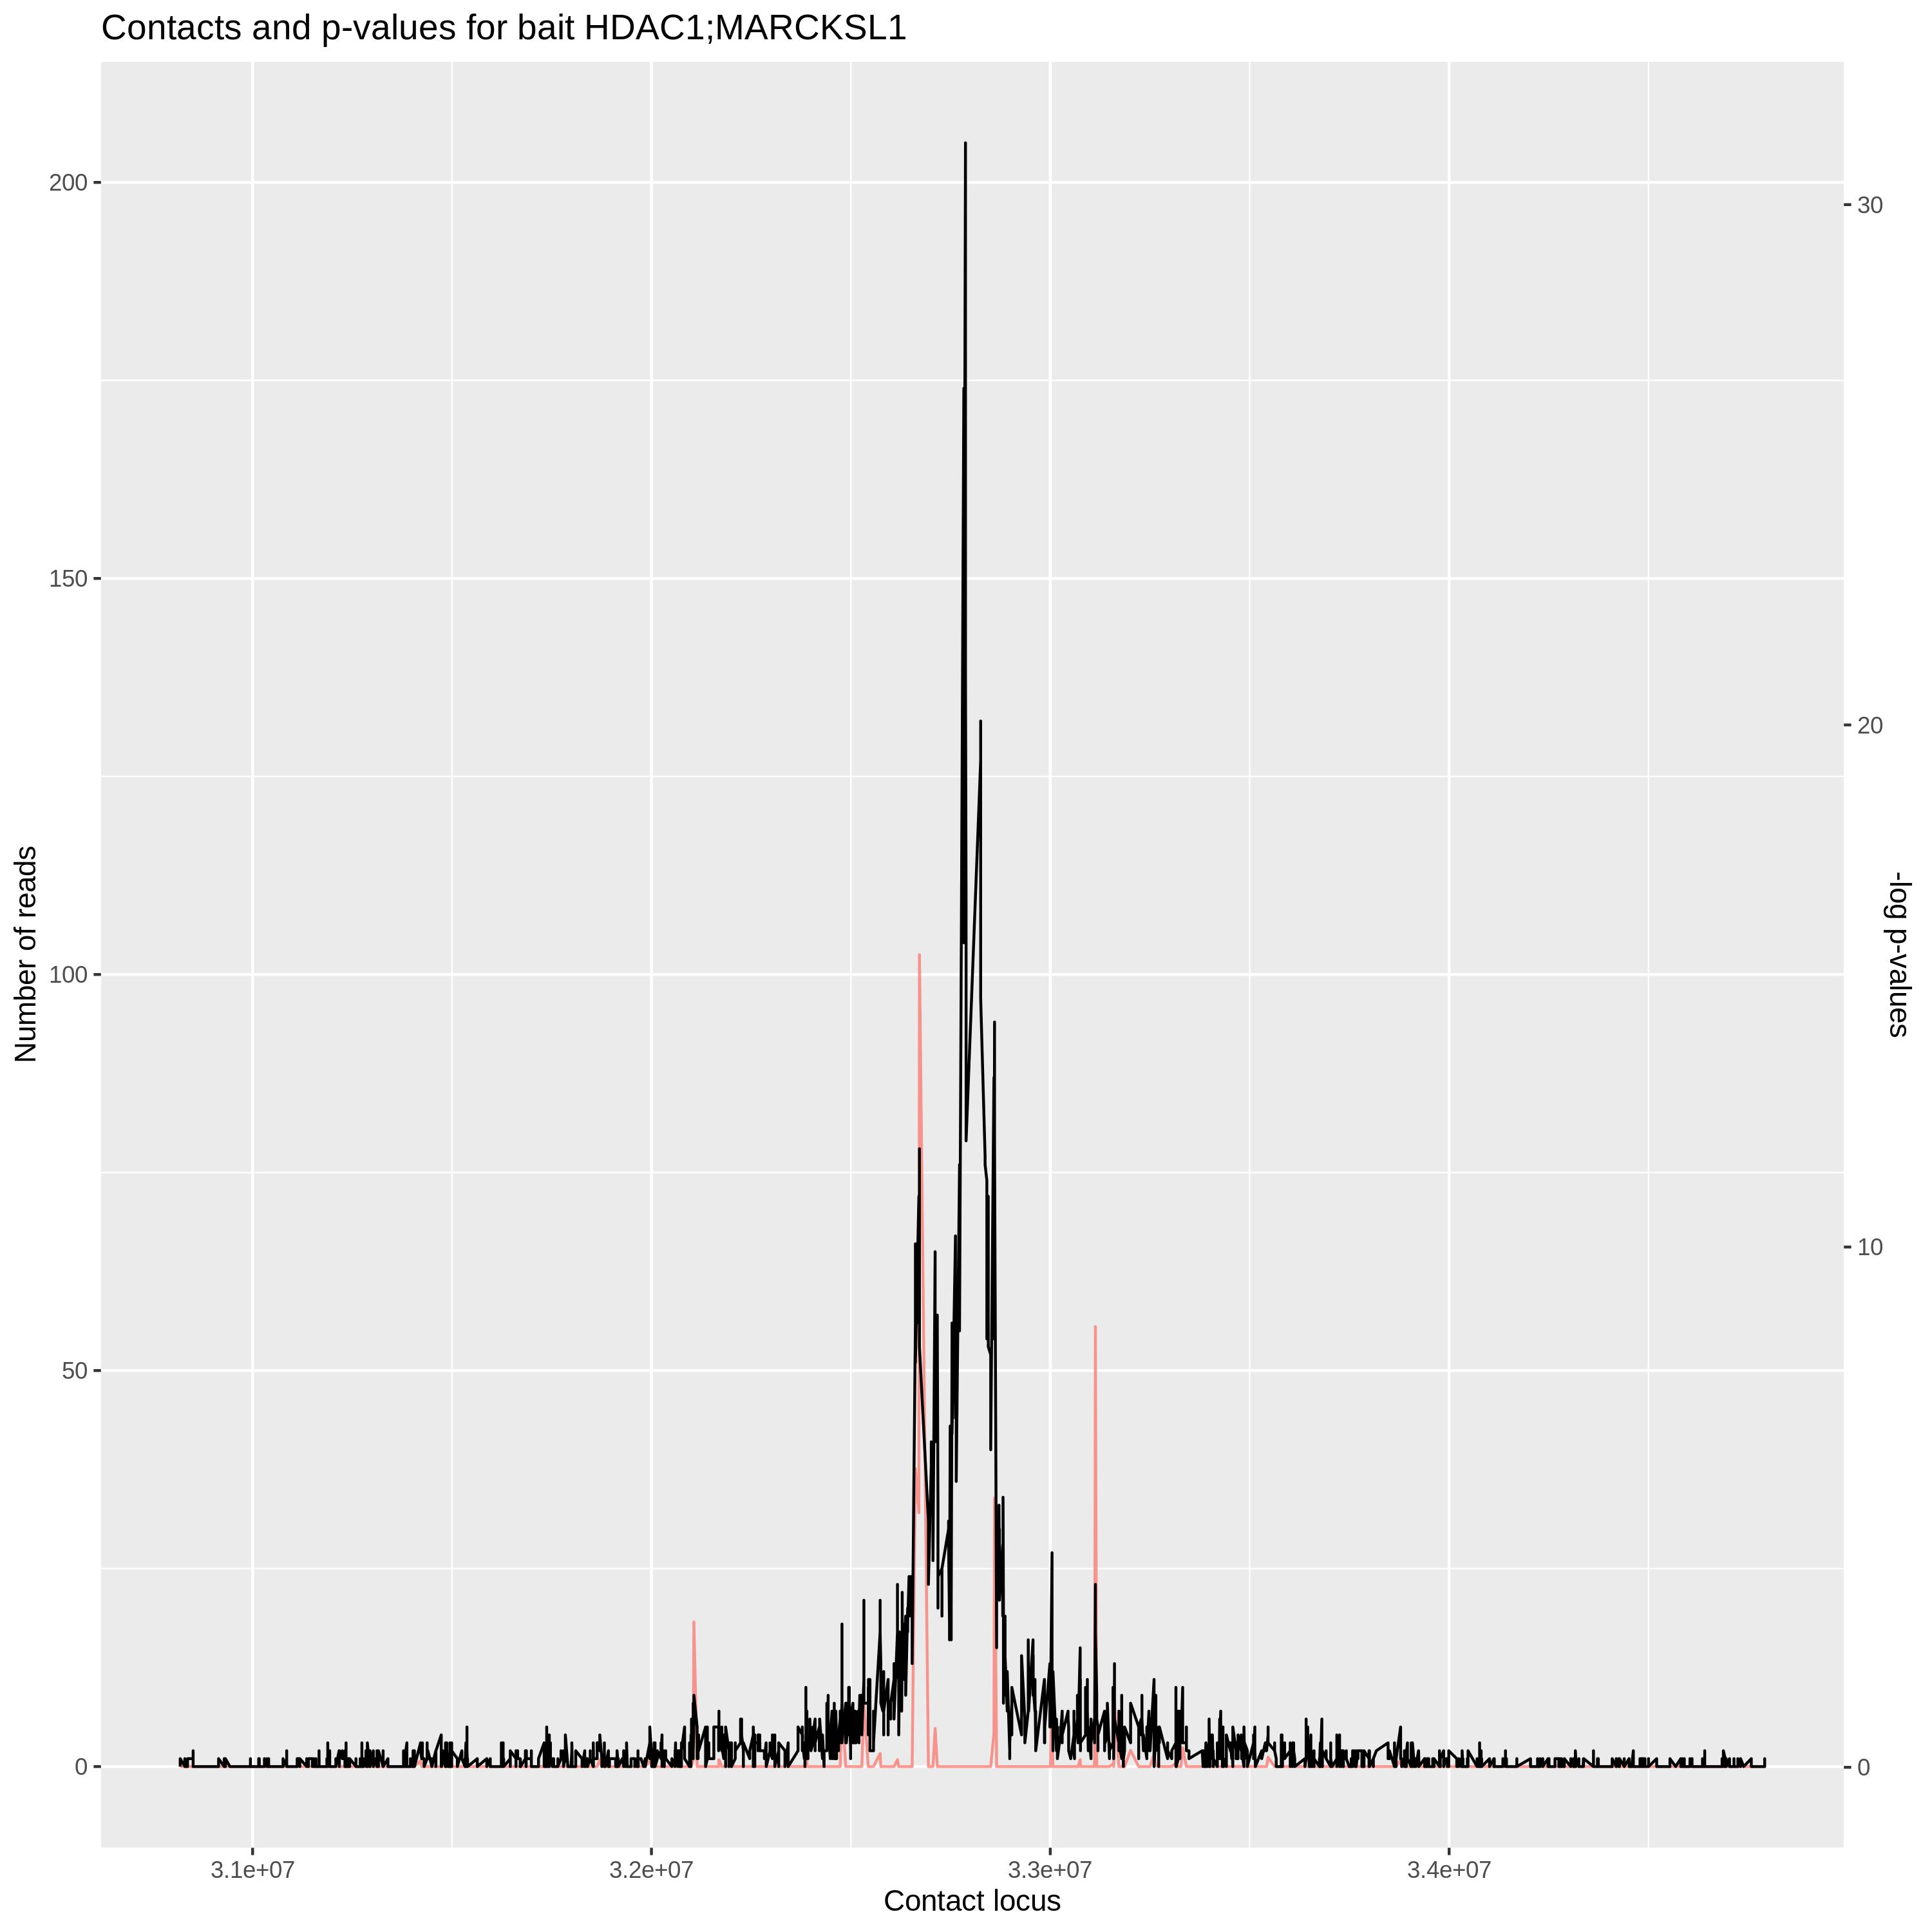 Contacts and p-values for bait HDAC1;MARCKSL1
200
150
100
50
0
Number of reads
30
20
10
0
-log p-values
3.1e+07 3.2e+07 3.3e+07 3.4e+07
Contact locus